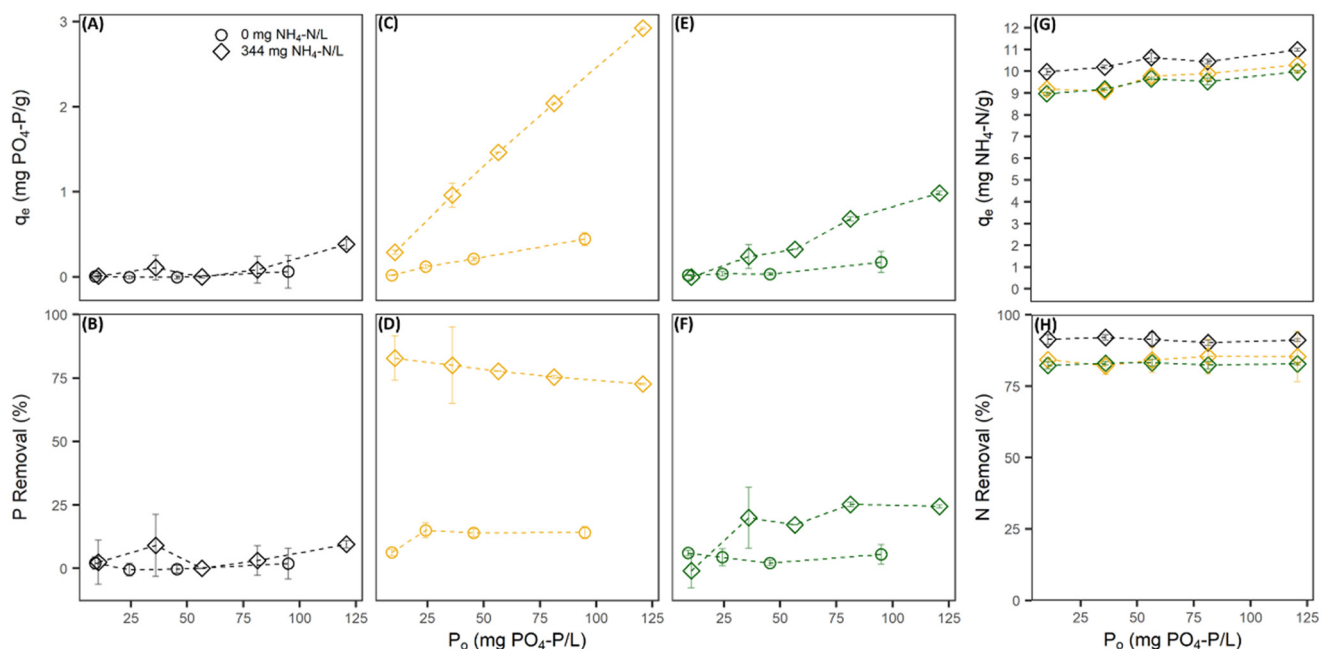 (A)
○ 0 mg NH₄-N/L
◇ 344 mg NH₄-N/L
(C)
(E)
(G)
qₑ (mg PO₄-P/g)
3
2
1
0
qₑ (mg NH₄-N/g)
12
11
10
9
8
7
6
5
4
3
2
1
0
(B)
(D)
(F)
(H)
P Removal (%)
100
75
50
25
0
N Removal (%)
100
75
50
25
0
25 50 75 100 125
25 50 75 100 125
25 50 75 100 125
25 50 75 100 125
Pₒ (mg PO₄-P/L)
Pₒ (mg PO₄-P/L)